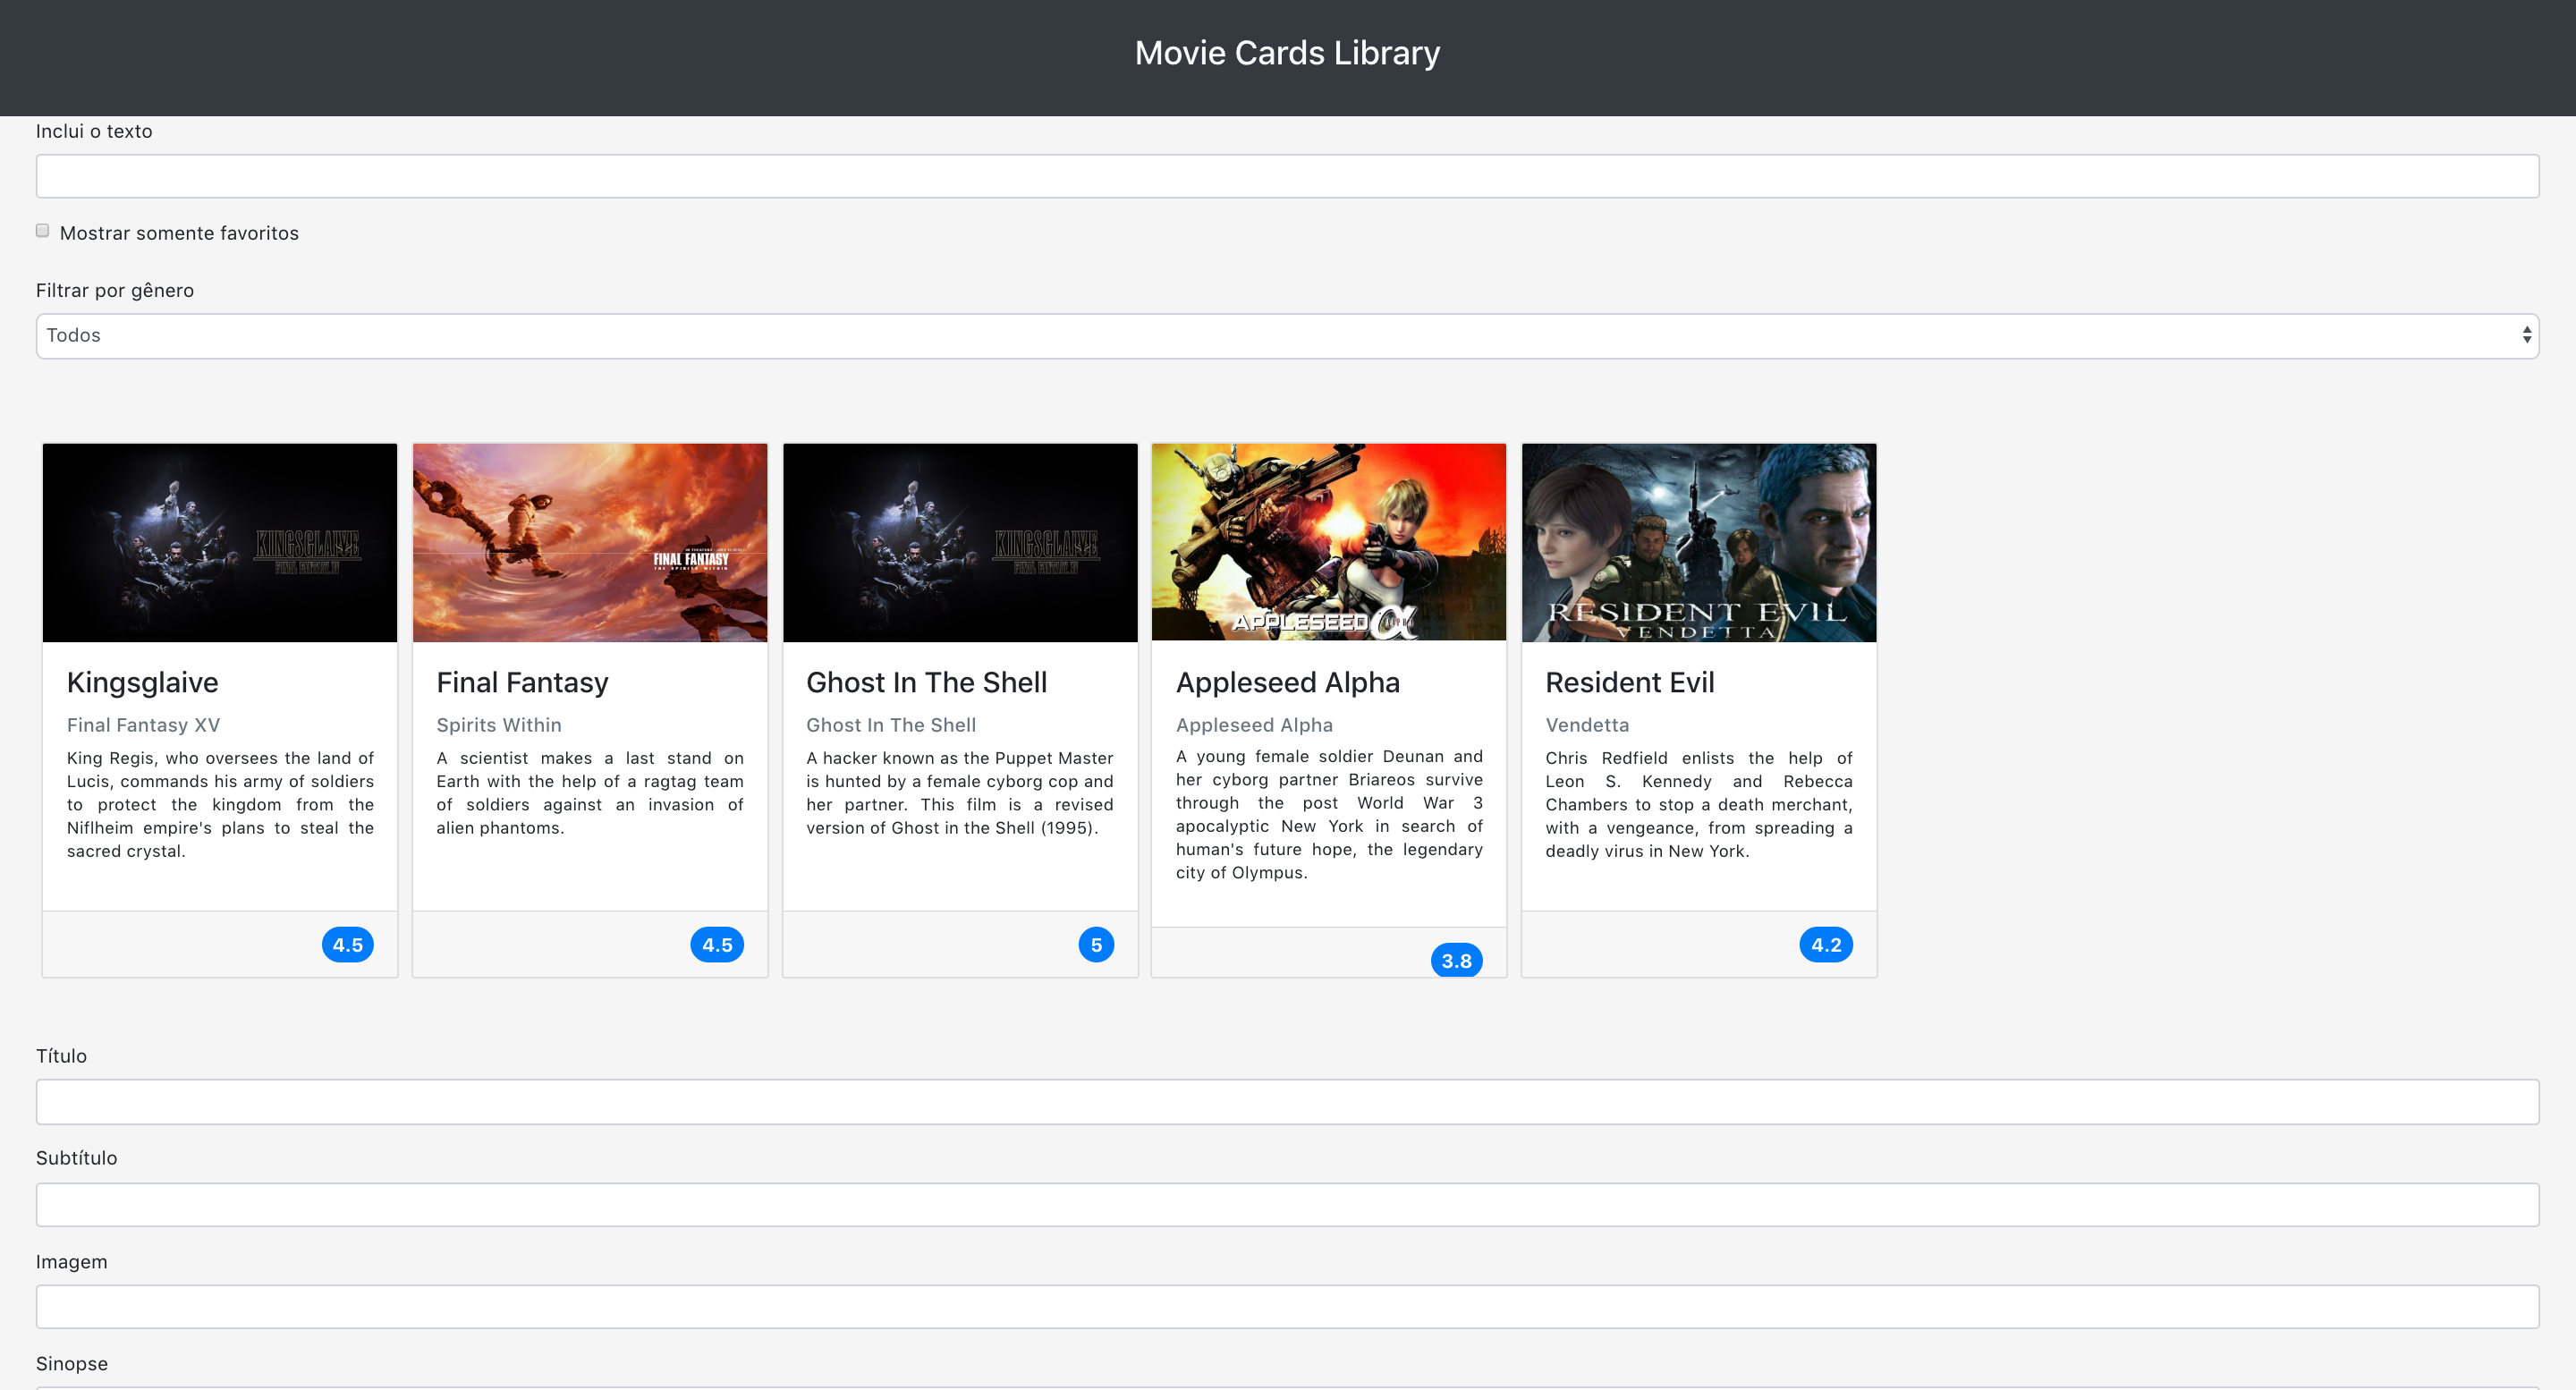 Movie Cards Library
Inclui o texto
Mostrar somente favoritos
Filtrar por gênero
Todos
KINGSGLAIVE
FINAL FANTASY XV
Kingsglaive
Final Fantasy XV
King Regis, who oversees the land of
Lucis, commands his army of soldiers
to protect the kingdom from the
Niflheim empire's plans to steal the
sacred crystal.
4.5
FINAL FANTASY
THE SPIRITS WITHIN
Final Fantasy
Spirits Within
A scientist makes a last stand on
Earth with the help of a ragtag team
of soldiers against an invasion of
alien phantoms.
4.5
KINGSGLAIVE
FINAL FANTASY XV
Ghost In The Shell
Ghost In The Shell
A hacker known as the Puppet Master
is hunted by a female cyborg cop and
her partner. This film is a revised
version of Ghost in the Shell (1995).
5
APPLESEED α
Appleseed Alpha
Appleseed Alpha
A young female soldier Deunan and
her cyborg partner Briareos survive
through the post World War 3
apocalyptic New York in search of
human's future hope, the legendary
city of Olympus.
3.8
RESIDENT EVIL
VENDETTA
Resident Evil
Vendetta
Chris Redfield enlists the help of
Leon S. Kennedy and Rebecca
Chambers to stop a death merchant,
with a vengeance, from spreading a
deadly virus in New York.
4.2
Título
Subtítulo
Imagem
Sinopse